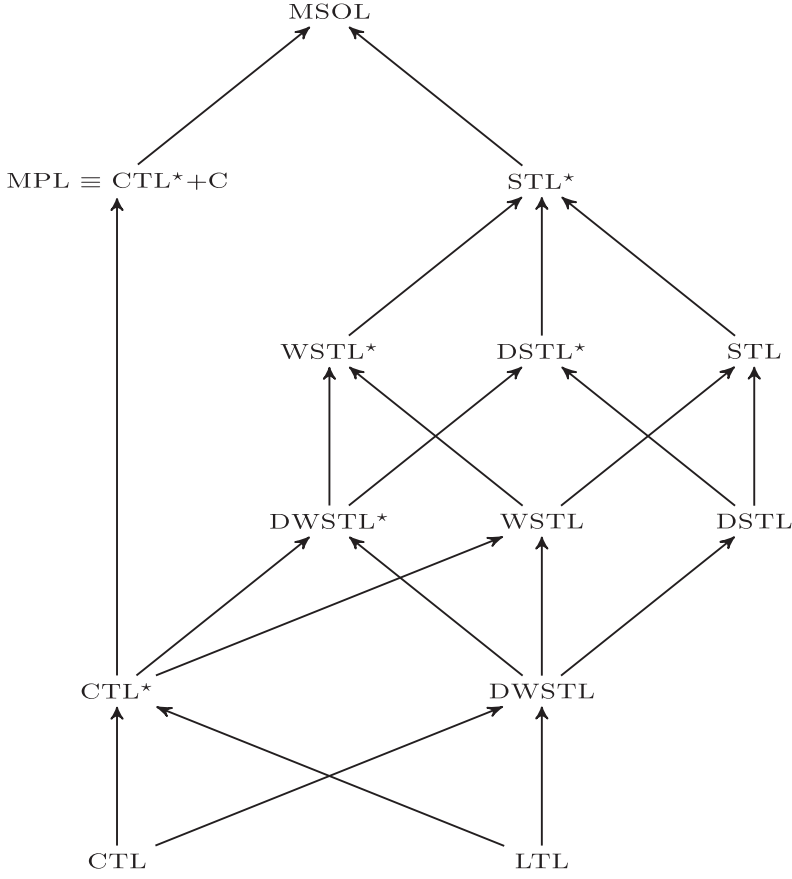 MSOL
MPL ≡ CTL⋆+C STL⋆
WSTL⋆ DSTL⋆ STL
DWSTL⋆ WSTL DSTL
CTL⋆ DWSTL
CTL LTL